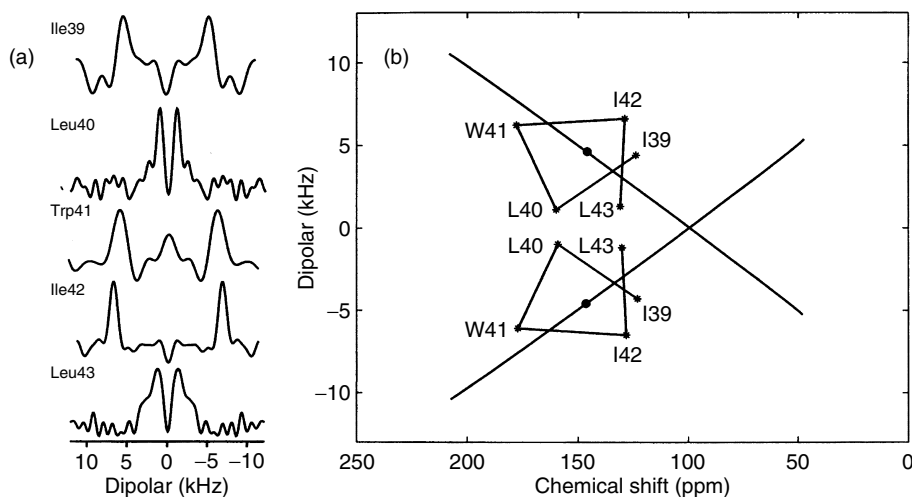 (a)
Ile39
Leu40
Trp41
Ile42
Leu43
10 5 0 −5 −10
Dipolar (kHz)
(b)
Dipolar (kHz)
10
5
0
−5
−10
I42
W41
I39
L40 L43
L40 L43
I39
W41
I42
250 200 150 100 50 0
Chemical shift (ppm)